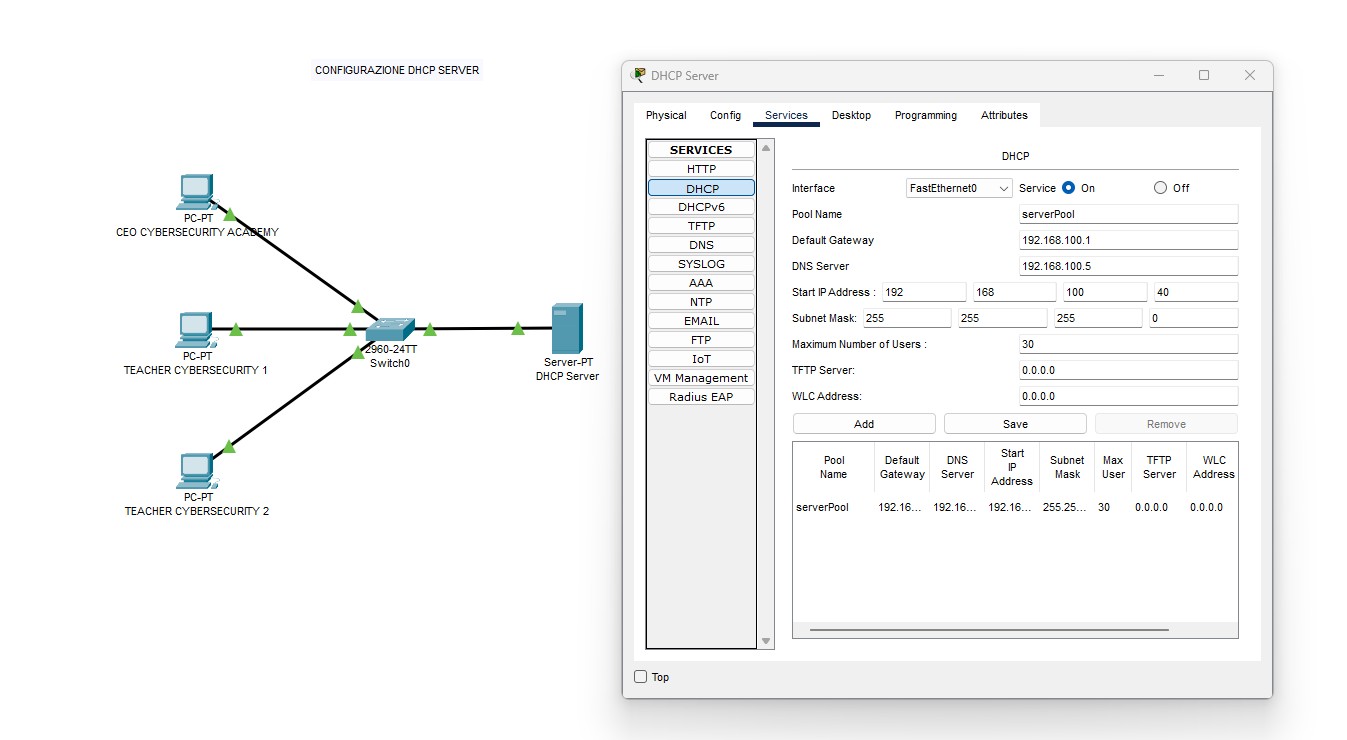 CONFIGURAZIONE DHCP SERVER
PC-PT
CEO CYBERSECURITY ACADEMY
PC-PT
TEACHER CYBERSECURITY 1
PC-PT
TEACHER CYBERSECURITY 2
2960-24TT
Switch0
Server-PT
DHCP Server
DHCP Server
Physical Config Services Desktop Programming Attributes
SERVICES
HTTP
DHCP
DHCPv6
TFTP
DNS
SYSLOG
AAA
NTP
EMAIL
FTP
IoT
VM Management
Radius EAP
DHCP
Interface FastEthernet0 Service On Off
Pool Name serverPool
Default Gateway 192.168.100.1
DNS Server 192.168.100.5
Start IP Address : 192 168 100 40
Subnet Mask: 255 255 255 0
Maximum Number of Users : 30
TFTP Server: 0.0.0.0
WLC Address: 0.0.0.0
Add Save Remove
Pool Name Default Gateway DNS Server Start IP Address Subnet Mask Max User TFTP Server WLC Address
serverPool 192.16... 192.16... 192.16... 255.25... 30 0.0.0.0 0.0.0.0
Top